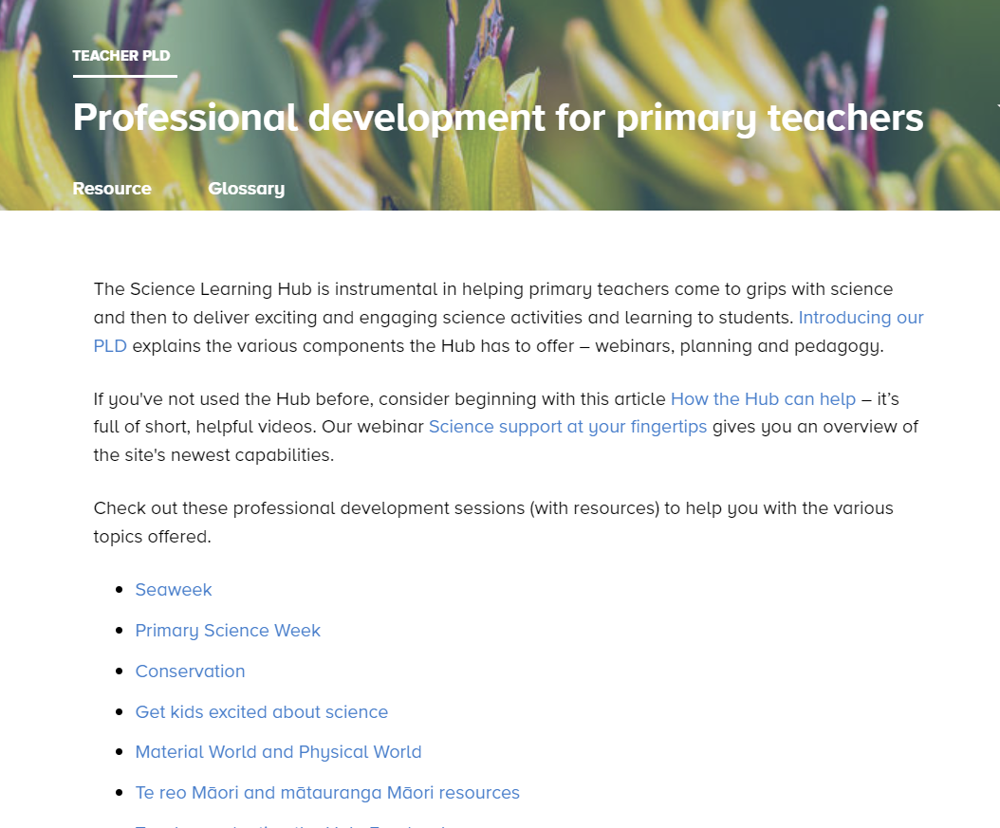 TEACHER PLD
Professional development for primary teachers
Resource Glossary
The Science Learning Hub is instrumental in helping primary teachers come to grips with science
and then to deliver exciting and engaging science activities and learning to students. Introducing our
PLD explains the various components the Hub has to offer – webinars, planning and pedagogy.
If you've not used the Hub before, consider beginning with this article How the Hub can help – it’s
full of short, helpful videos. Our webinar Science support at your fingertips gives you an overview of
the site's newest capabilities.
Check out these professional development sessions (with resources) to help you with the various
topics offered.
• Seaweek
• Primary Science Week
• Conservation
• Get kids excited about science
• Material World and Physical World
• Te reo Māori and mātauranga Māori resources